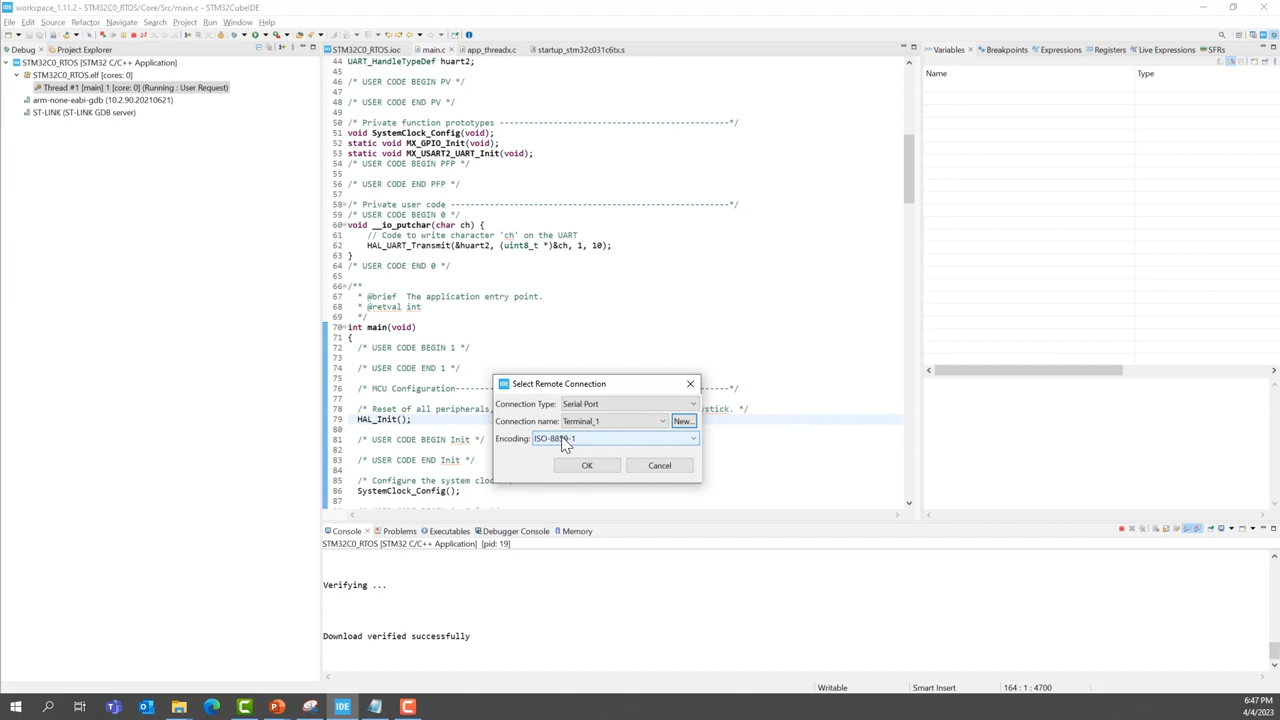 workspace_1.11.2 - STM32C0_RTOS/Core/Src/main.c - STM32CubeIDE
File Edit Source Refactor Navigate Search Project Run Window Help
Debug Project Explorer
STM32C0_RTOS [STM32 C/C++ Application]
STM32C0_RTOS.elf [cores: 0]
Thread #1 [main] 1 [core: 0] (Running : User Request)
arm-none-eabi-gdb (10.2.90.20210621)
ST-LINK (ST-LINK GDB server)
STM32C0_RTOS.ioc main.c app_threadx.c startup_stm32c031c6tx.s
44 UART_HandleTypeDef huart2;
45
46 /* USER CODE BEGIN PV */
47
48 /* USER CODE END PV */
49
50 /* Private function prototypes -----------------------------------------------*/
51 void SystemClock_Config(void);
52 static void MX_GPIO_Init(void);
53 static void MX_USART2_UART_Init(void);
54 /* USER CODE BEGIN PFP */
55
56 /* USER CODE END PFP */
57
58 /* Private user code ---------------------------------------------------------*/
59 /* USER CODE BEGIN 0 */
60 void __io_putchar(char ch) {
61 // Code to write character 'ch' on the UART
62 HAL_UART_Transmit(&huart2, (uint8_t *)&ch, 1, 10);
63 }
64 /* USER CODE END 0 */
65
66 /**
67 * @brief The application entry point.
68 * @retval int
69 */
70 int main(void)
71 {
72 /* USER CODE BEGIN 1 */
73
74 /* USER CODE END 1 */
75
76 /* MCU Configuration-- --*/
77
78 /* Reset of all peripherals, ystick. */
79 HAL_Init();
80
81 /* USER CODE BEGIN Init */
82
83 /* USER CODE END Init */
84
85 /* Configure the system cloc
86 SystemClock_Config();
87
Select Remote Connection
Connection Type: Serial Port
Connection name: Terminal_1 New...
Encoding: ISO-8859-1
OK Cancel
Variables Breakpoints Expressions Registers Live Expressions SFRs
Name Type
Console Problems Executables Debugger Console Memory
STM32C0_RTOS [STM32 C/C++ Application] [pid: 19]
Verifying ...
Download verified successfully
Writable Smart Insert 164 : 1 : 4700
6:47 PM
4/4/2023